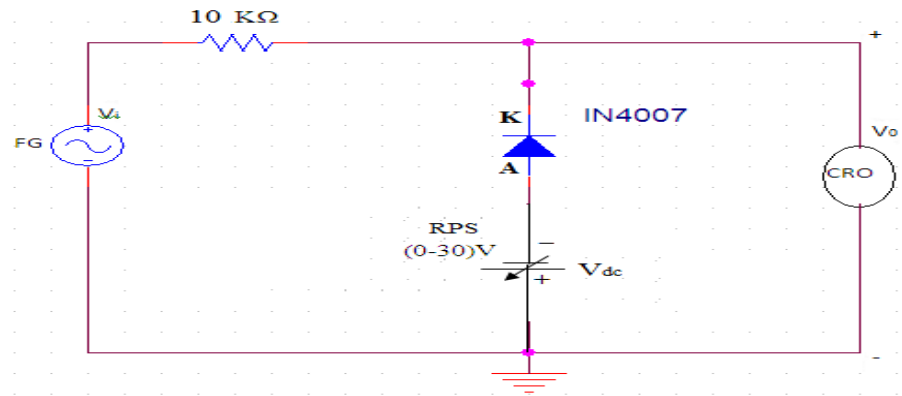 10 KΩ
+
K
IN4007
Vi
+
FG
-
A
Vo
CRO
RPS
(0-30)V
-
+
Vdc
-